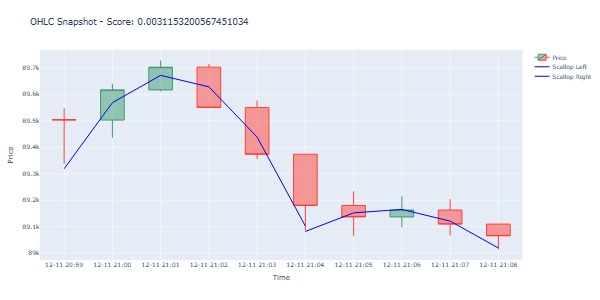 OHLC Snapshot - Score: 0.0031153200567451034
Price
Scallop Left
Scallop Right
89.7k
89.6k
89.5k
89.4k
89.3k
89.2k
89.1k
89k
Price
12-11 20:59
12-11 21:00
12-11 21:01
12-11 21:02
12-11 21:03
12-11 21:04
12-11 21:05
12-11 21:06
12-11 21:07
12-11 21:08
Time